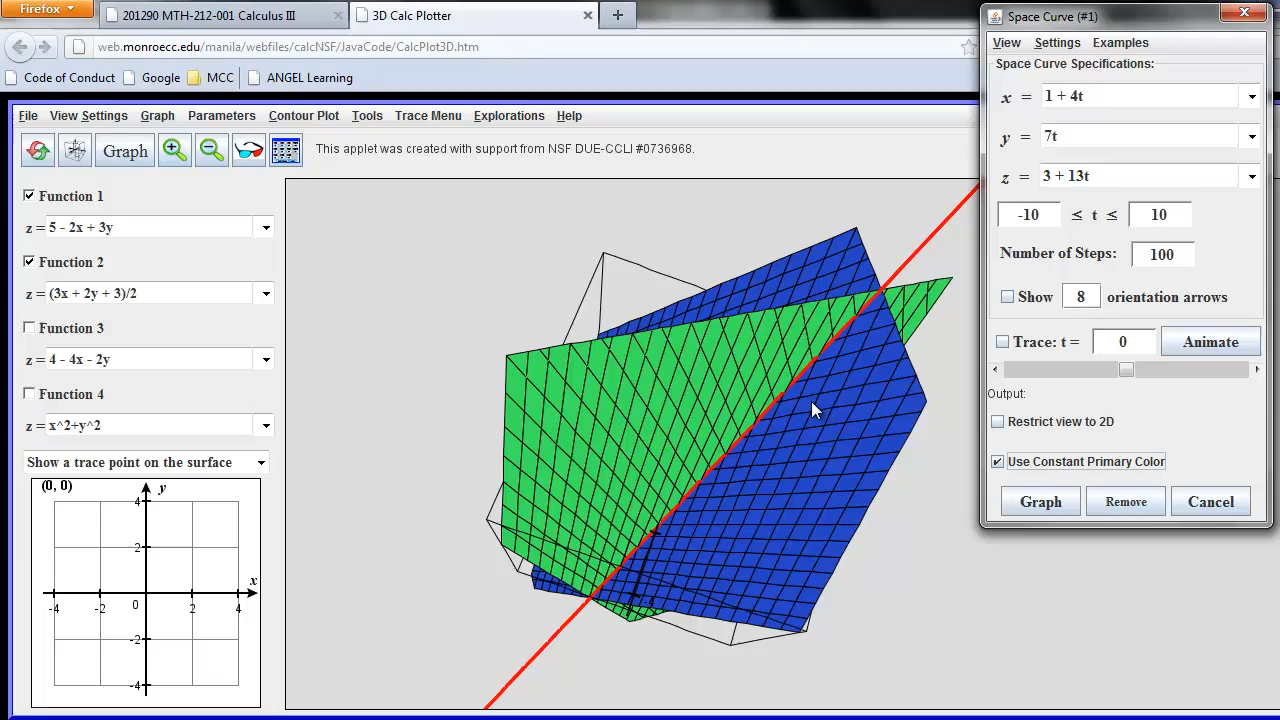 Firefox
201290 MTH-212-001 Calculus III
3D Calc Plotter
web.monroecc.edu/manila/webfiles/calcNSF/JavaCode/CalcPlot3D.htm
Code of Conduct Google MCC ANGEL Learning
File View Settings Graph Parameters Contour Plot Tools Trace Menu Explorations Help
Graph This applet was created with support from NSF DUE-CCLI #0736968.
Function 1
z = 5 - 2x + 3y
Function 2
z = (3x + 2y + 3)/2
Function 3
z = 4 - 4x - 2y
Function 4
z = x^2+y^2
Show a trace point on the surface
(0, 0)
y
4
2
x
-4 -2 0 2 4
-2
-4
Space Curve (#1)
View Settings Examples
Space Curve Specifications:
x = 1 + 4t
y = 7t
z = 3 + 13t
-10 ≤ t ≤ 10
Number of Steps: 100
Show 8 orientation arrows
Trace: t = 0 Animate
Output:
Restrict view to 2D
Use Constant Primary Color
Graph Remove Cancel